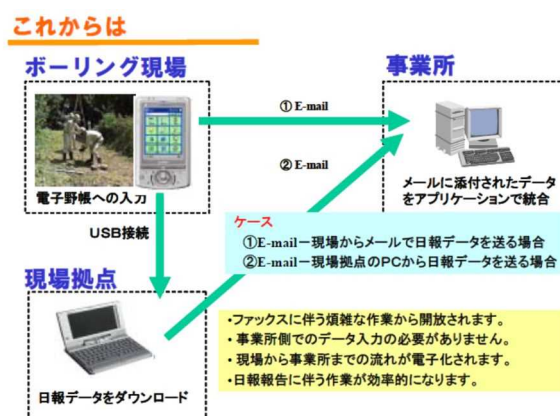 これからは
ボーリング現場
事業所
① E-mail
② E-mail
電子野帳への入力
メールに添付されたデータ
をアプリケーションで統合
USB接続
ケース
①E-mailー現場からメールで日報データを送る場合
②E-mailー現場拠点のPCから日報データを送る場合
現場拠点
・ファックスに伴う煩雑な作業から開放されます。
・事業所側でのデータ入力の必要がありません。
・現場から事業所までの流れが電子化されます。
・日報報告に伴う作業が効率的になります。
日報データをダウンロード